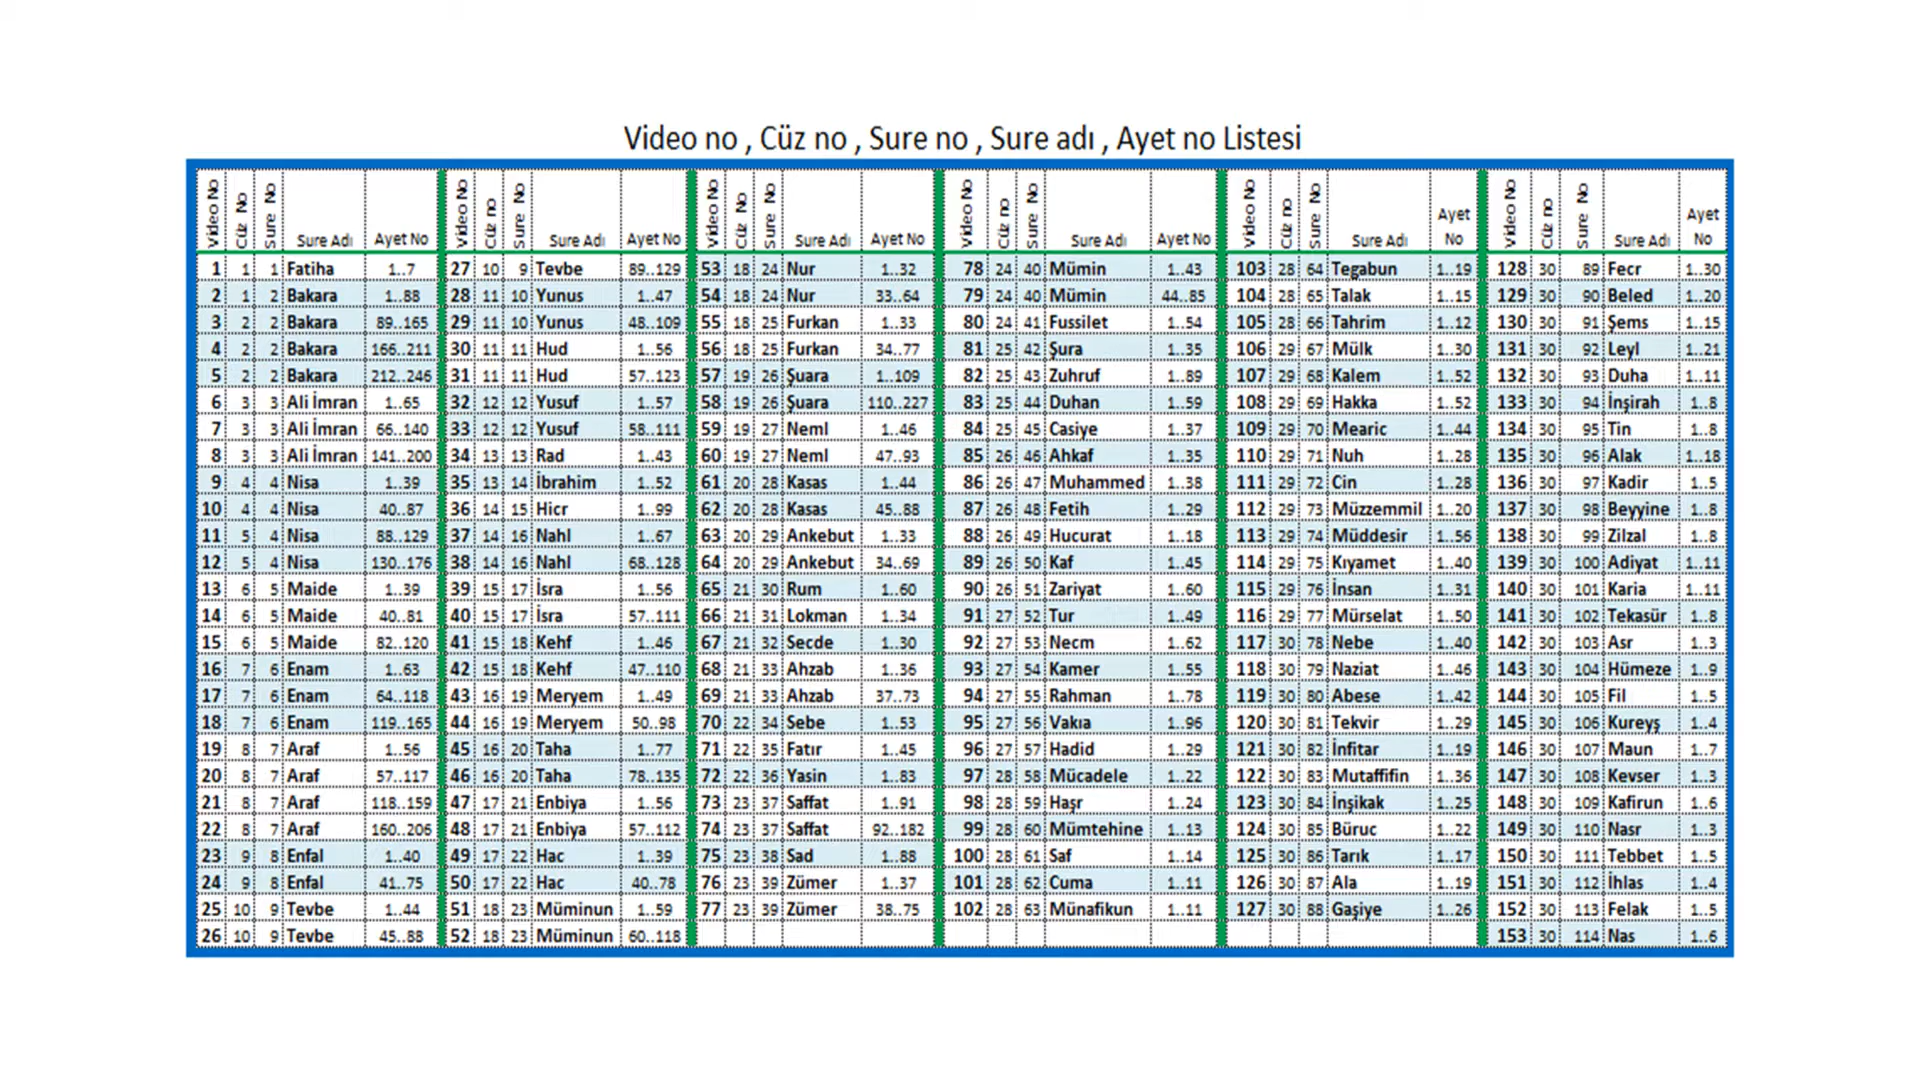 Video no , Cüz no , Sure no , Sure adı , Ayet no Listesi
Video No Cüz No Sure No Sure Adı Ayet No Video No Cüz no Sure No Sure Adı Ayet No Video No Cüz No Sure No Sure Adı Ayet No Video No Cüz no Sure No Sure Adı Ayet No Video No Cüz no Sure No Sure Adı Ayet No Video No Cüz no Sure No Sure Adı Ayet No
1 1 1 Fatiha 1..7 27 10 9 Tevbe 89..129 53 18 24 Nur 1..32 78 24 40 Mümin 1..43 103 28 64 Tegabun 1..19 128 30 89 Fecr 1..30
2 1 2 Bakara 1..88 28 11 10 Yunus 1..47 54 18 24 Nur 33..64 79 24 40 Mümin 44..85 104 28 65 Talak 1..15 129 30 90 Beled 1..20
3 2 2 Bakara 89..165 29 11 10 Yunus 48..109 55 18 25 Furkan 1..33 80 24 41 Fussilet 1..54 105 28 66 Tahrim 1..12 130 30 91 Şems 1..15
4 2 2 Bakara 166..211 30 11 11 Hud 1..56 56 18 25 Furkan 34..77 81 25 42 Şura 1..35 106 29 67 Mülk 1..30 131 30 92 Leyl 1..21
5 2 2 Bakara 212..246 31 11 11 Hud 57..123 57 19 26 Şuara 1..109 82 25 43 Zuhruf 1..89 107 29 68 Kalem 1..52 132 30 93 Duha 1..11
6 3 3 Ali İmran 1..65 32 12 12 Yusuf 1..57 58 19 26 Şuara 110..227 83 25 44 Duhan 1..59 108 29 69 Hakka 1..52 133 30 94 İnşirah 1..8
7 3 3 Ali İmran 66..140 33 12 12 Yusuf 58..111 59 19 27 Neml 1..46 84 25 45 Casiye 1..37 109 29 70 Mearic 1..44 134 30 95 Tin 1..8
8 3 3 Ali İmran 141..200 34 13 13 Rad 1..43 60 19 27 Neml 47..93 85 26 46 Ahkaf 1..35 110 29 71 Nuh 1..28 135 30 96 Alak 1..18
9 4 4 Nisa 1..39 35 13 14 İbrahim 1..52 61 20 28 Kasas 1..44 86 26 47 Muhammed 1..38 111 29 72 Cin 1..28 136 30 97 Kadir 1..5
10 4 4 Nisa 40..87 36 14 15 Hicr 1..99 62 20 28 Kasas 45..88 87 26 48 Fetih 1..29 112 29 73 Müzzemmil 1..20 137 30 98 Beyyine 1..8
11 5 4 Nisa 88..129 37 14 16 Nahl 1..67 63 20 29 Ankebut 1..33 88 26 49 Hucurat 1..18 113 29 74 Müddesir 1..56 138 30 99 Zilzal 1..8
12 5 4 Nisa 130..176 38 14 16 Nahl 68..128 64 20 29 Ankebut 34..69 89 26 50 Kaf 1..45 114 29 75 Kıyamet 1..40 139 30 100 Adiyat 1..11
13 6 5 Maide 1..39 39 15 17 İsra 1..56 65 21 30 Rum 1..60 90 26 51 Zariyat 1..60 115 29 76 İnsan 1..31 140 30 101 Karia 1..11
14 6 5 Maide 40..81 40 15 17 İsra 57..111 66 21 31 Lokman 1..34 91 27 52 Tur 1..49 116 29 77 Mürselat 1..50 141 30 102 Tekasür 1..8
15 6 5 Maide 82..120 41 15 18 Kehf 1..46 67 21 32 Secde 1..30 92 27 53 Necm 1..62 117 30 78 Nebe 1..40 142 30 103 Asr 1..3
16 7 6 Enam 1..63 42 15 18 Kehf 47..110 68 21 33 Ahzab 1..36 93 27 54 Kamer 1..55 118 30 79 Naziat 1..46 143 30 104 Hümeze 1..9
17 7 6 Enam 64..118 43 16 19 Meryem 1..49 69 21 33 Ahzab 37..73 94 27 55 Rahman 1..78 119 30 80 Abese 1..42 144 30 105 Fil 1..5
18 7 6 Enam 119..165 44 16 19 Meryem 50..98 70 22 34 Sebe 1..53 95 27 56 Vakıa 1..96 120 30 81 Tekvir 1..29 145 30 106 Kureyş 1..4
19 8 7 Araf 1..56 45 16 20 Taha 1..77 71 22 35 Fatır 1..45 96 27 57 Hadid 1..29 121 30 82 İnfitar 1..19 146 30 107 Maun 1..7
20 8 7 Araf 57..117 46 16 20 Taha 78..135 72 22 36 Yasin 1..83 97 28 58 Mücadele 1..22 122 30 83 Mutaffifin 1..36 147 30 108 Kevser 1..3
21 8 7 Araf 118..159 47 17 21 Enbiya 1..56 73 23 37 Saffat 1..91 98 28 59 Haşr 1..24 123 30 84 İnşikak 1..25 148 30 109 Kafirun 1..6
22 8 7 Araf 160..206 48 17 21 Enbiya 57..112 74 23 37 Saffat 92..182 99 28 60 Mümtehine 1..13 124 30 85 Büruc 1..22 149 30 110 Nasr 1..3
23 9 8 Enfal 1..40 49 17 22 Hac 1..39 75 23 38 Sad 1..88 100 28 61 Saf 1..14 125 30 86 Tarık 1..17 150 30 111 Tebbet 1..5
24 9 8 Enfal 41..75 50 17 22 Hac 40..78 76 23 39 Zümer 1..37 101 28 62 Cuma 1..11 126 30 87 Ala 1..19 151 30 112 İhlas 1..4
25 10 9 Tevbe 1..44 51 18 23 Müminun 1..59 77 23 39 Zümer 38..75 102 28 63 Münafikun 1..11 127 30 88 Gaşiye 1..26 152 30 113 Felak 1..5
26 10 9 Tevbe 45..88 52 18 23 Müminun 60..118 153 30 114 Nas 1..6